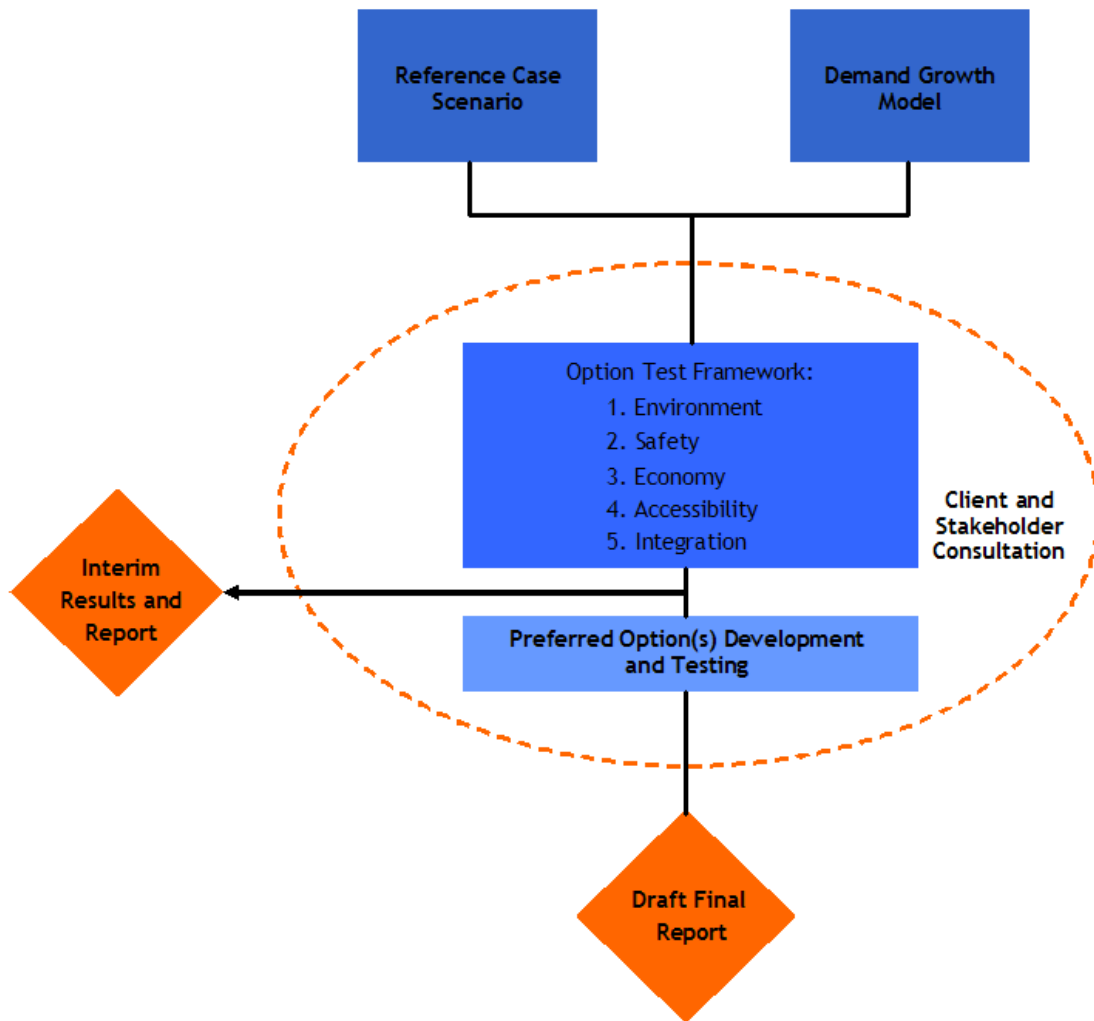 Reference Case
Scenario
Demand Growth
Model
Option Test Framework:
1. Environment
2. Safety
3. Economy
4. Accessibility
5. Integration
Client and
Stakeholder
Consultation
Interim
Results and
Report
Preferred Option(s) Development
and Testing
Draft Final
Report